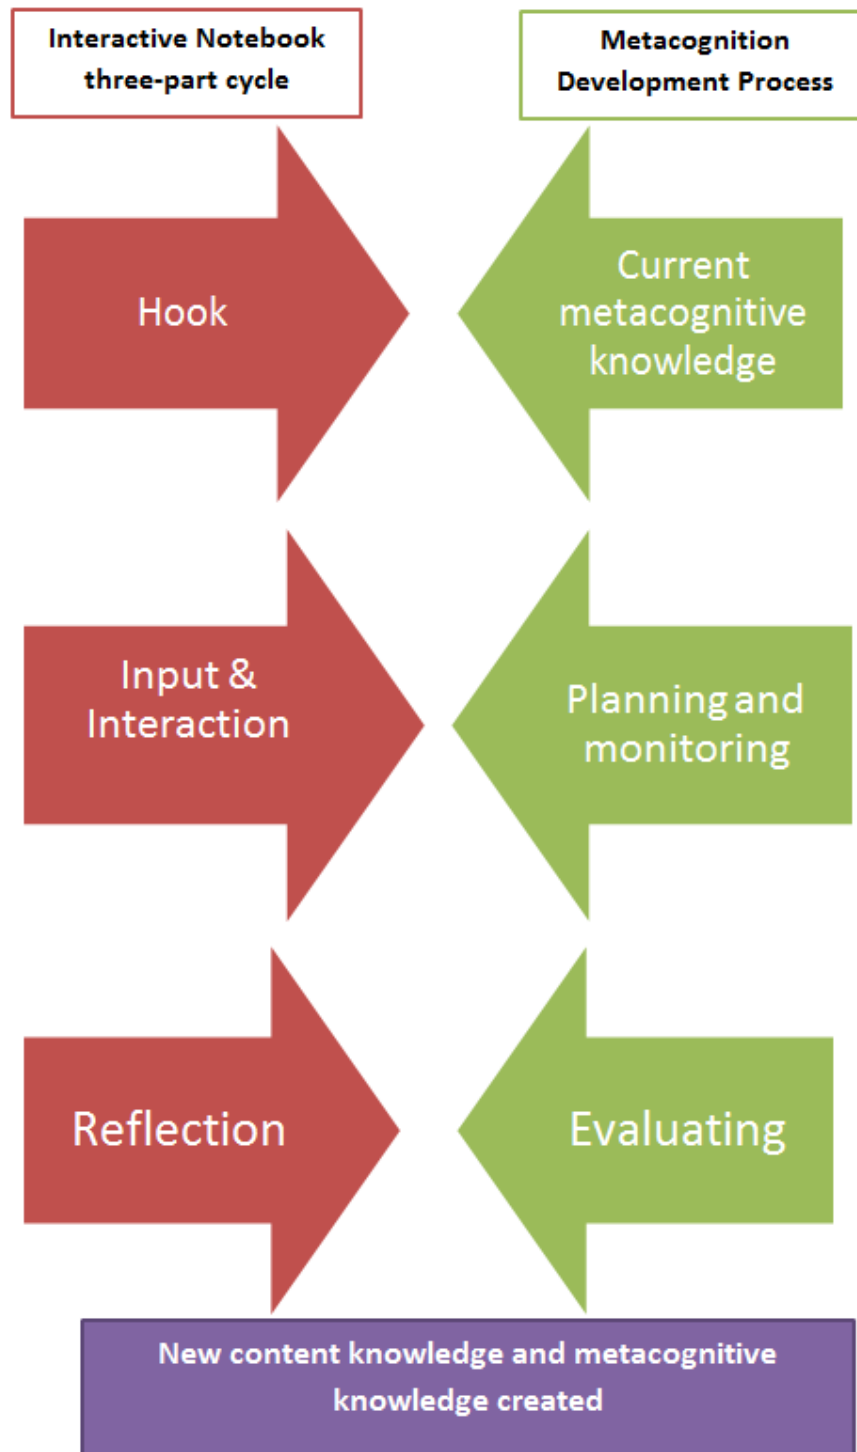 Interactive Notebook
three-part cycle
Metacognition
Development Process
Hook
Current
metacognitive
knowledge
Input &
Interaction
Planning and
monitoring
Reflection
Evaluating
New content knowledge and metacognitive
knowledge created